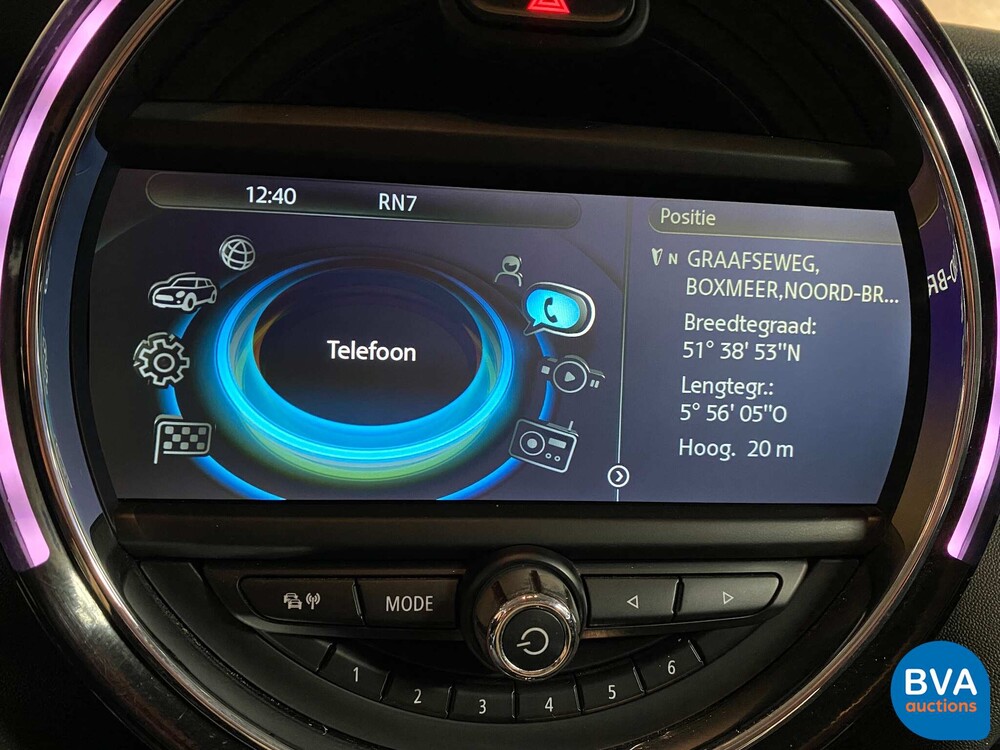 12:40 RN7
Telefoon
Positie
N GRAAFSEWEG,
BOXMEER,NOORD-BR...
Breedtegraad:
51° 38' 53"N
Lengtegr.:
5° 56' 05"O
Hoog. 20 m
MODE
1 2 3 4 5 6
BVA
auctions